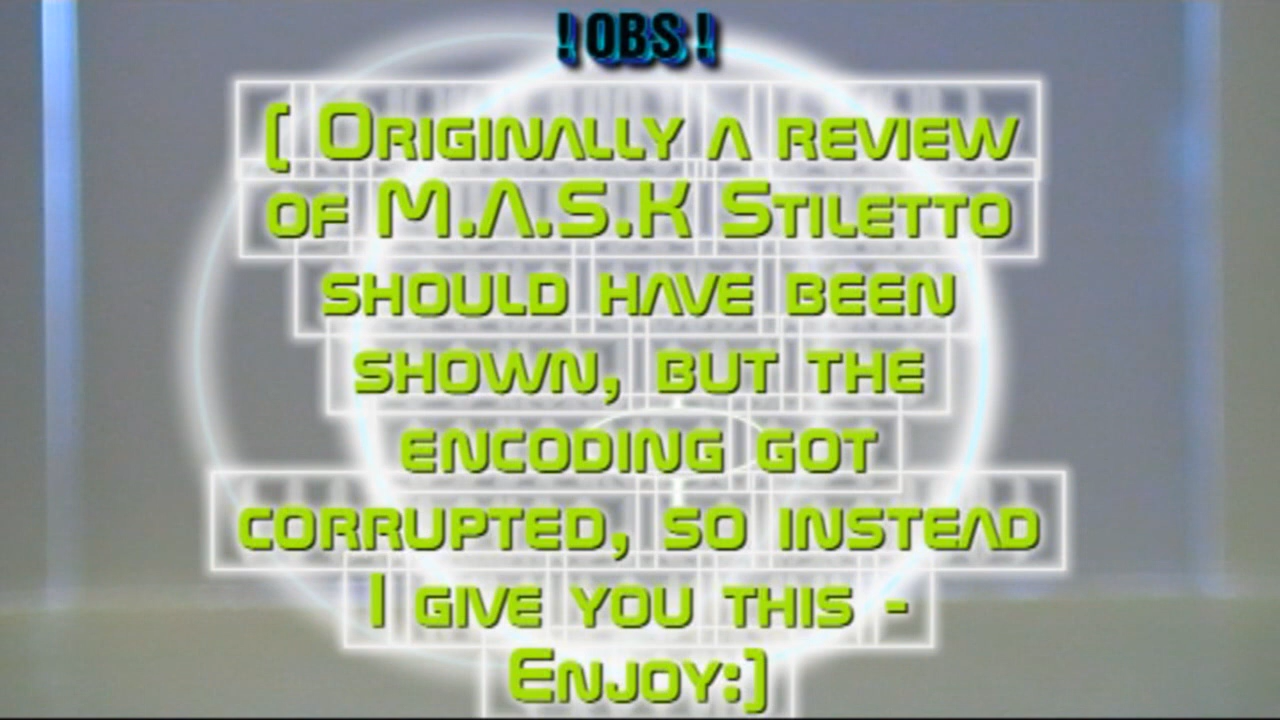 ! OBS !
( Originally a review
of M.A.S.K Stiletto
should have been
shown, but the
encoding got
corrupted, so instead
I give you this -
Enjoy:)